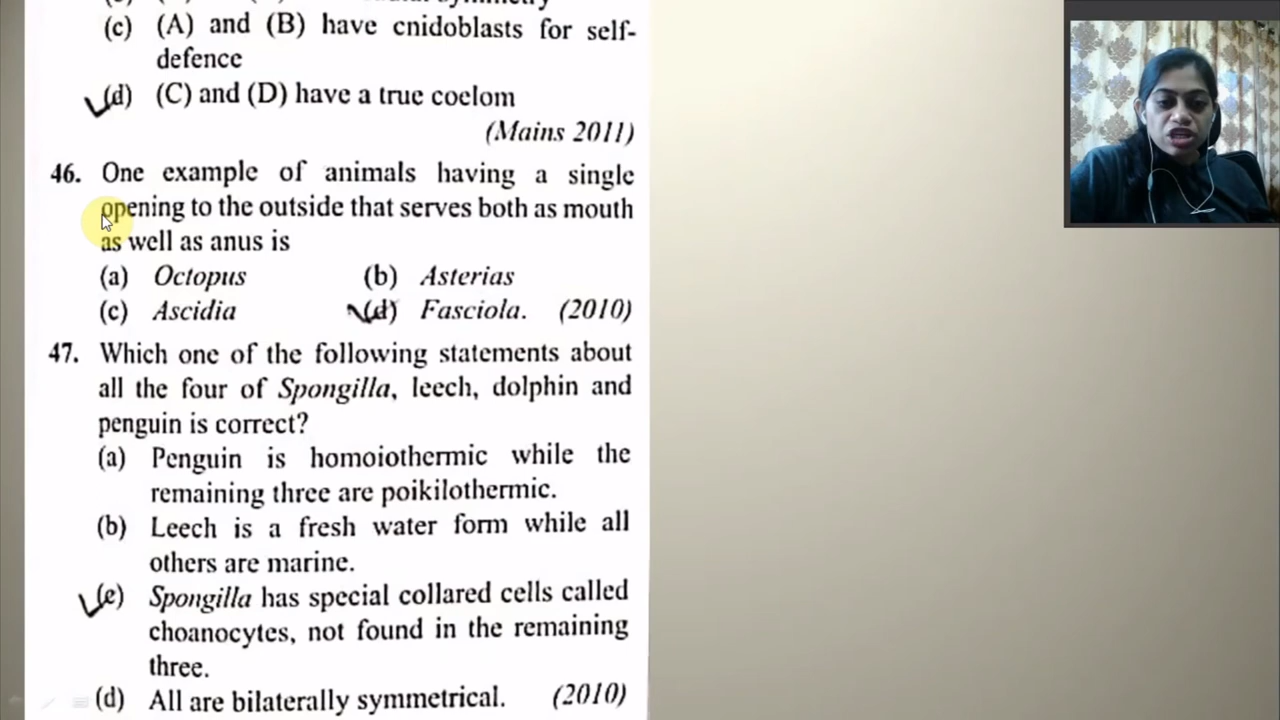 (c) (A) and (B) have cnidoblasts for self-
defence
(d) (C) and (D) have a true coelom
(Mains 2011)
46. One example of animals having a single
opening to the outside that serves both as mouth
as well as anus is
(a) Octopus (b) Asterias
(c) Ascidia (d) Fasciola. (2010)
47. Which one of the following statements about
all the four of Spongilla, leech, dolphin and
penguin is correct?
(a) Penguin is homoiothermic while the
remaining three are poikilothermic.
(b) Leech is a fresh water form while all
others are marine.
(c) Spongilla has special collared cells called
choanocytes, not found in the remaining
three.
(d) All are bilaterally symmetrical. (2010)